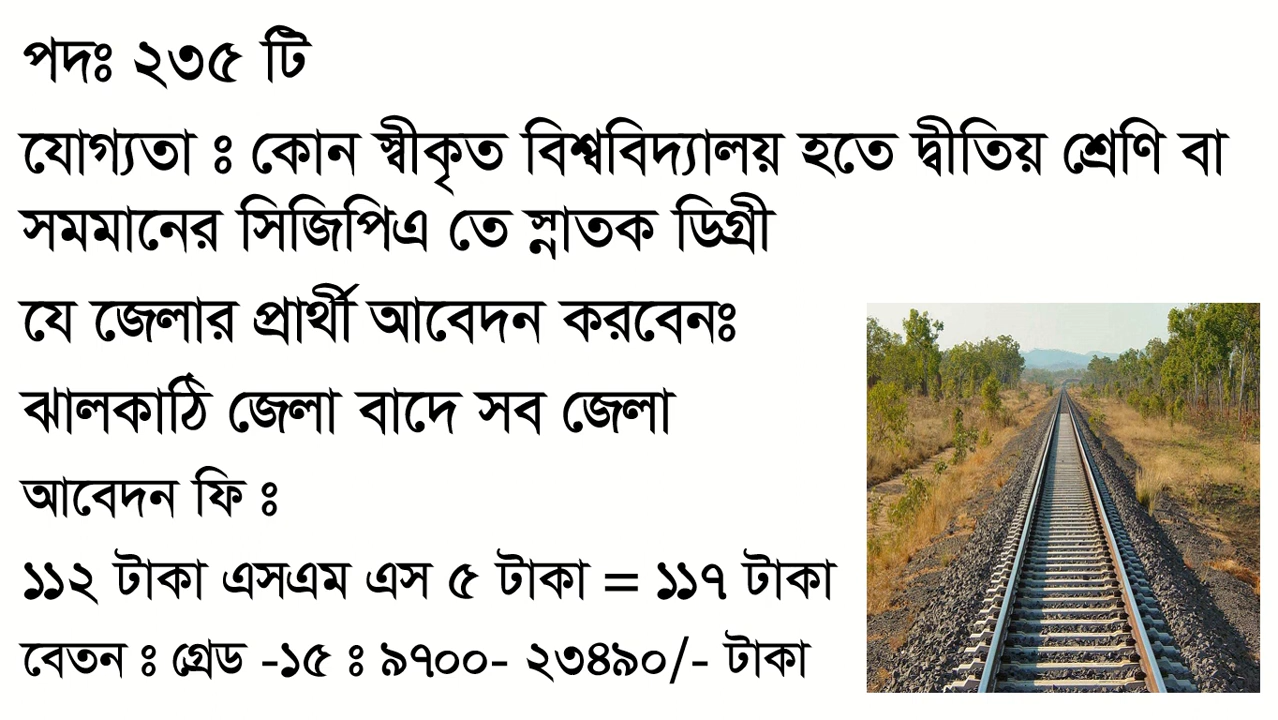 পদঃ ২৩৫ টি
যোগ্যতা ঃ কোন স্বীকৃত বিশ্ববিদ্যালয় হতে দ্বীতিয় শ্রেণি বা
সমমানের সিজিপিএ তে স্নাতক ডিগ্রী
যে জেলার প্রার্থী আবেদন করবেনঃ
ঝালকাঠি জেলা বাদে সব জেলা
আবেদন ফি ঃ
১১২ টাকা এসএম এস ৫ টাকা = ১১৭ টাকা
বেতন ঃ গ্রেড -১৫ ঃ ৯৭০০- ২৩৪৯০/- টাকা